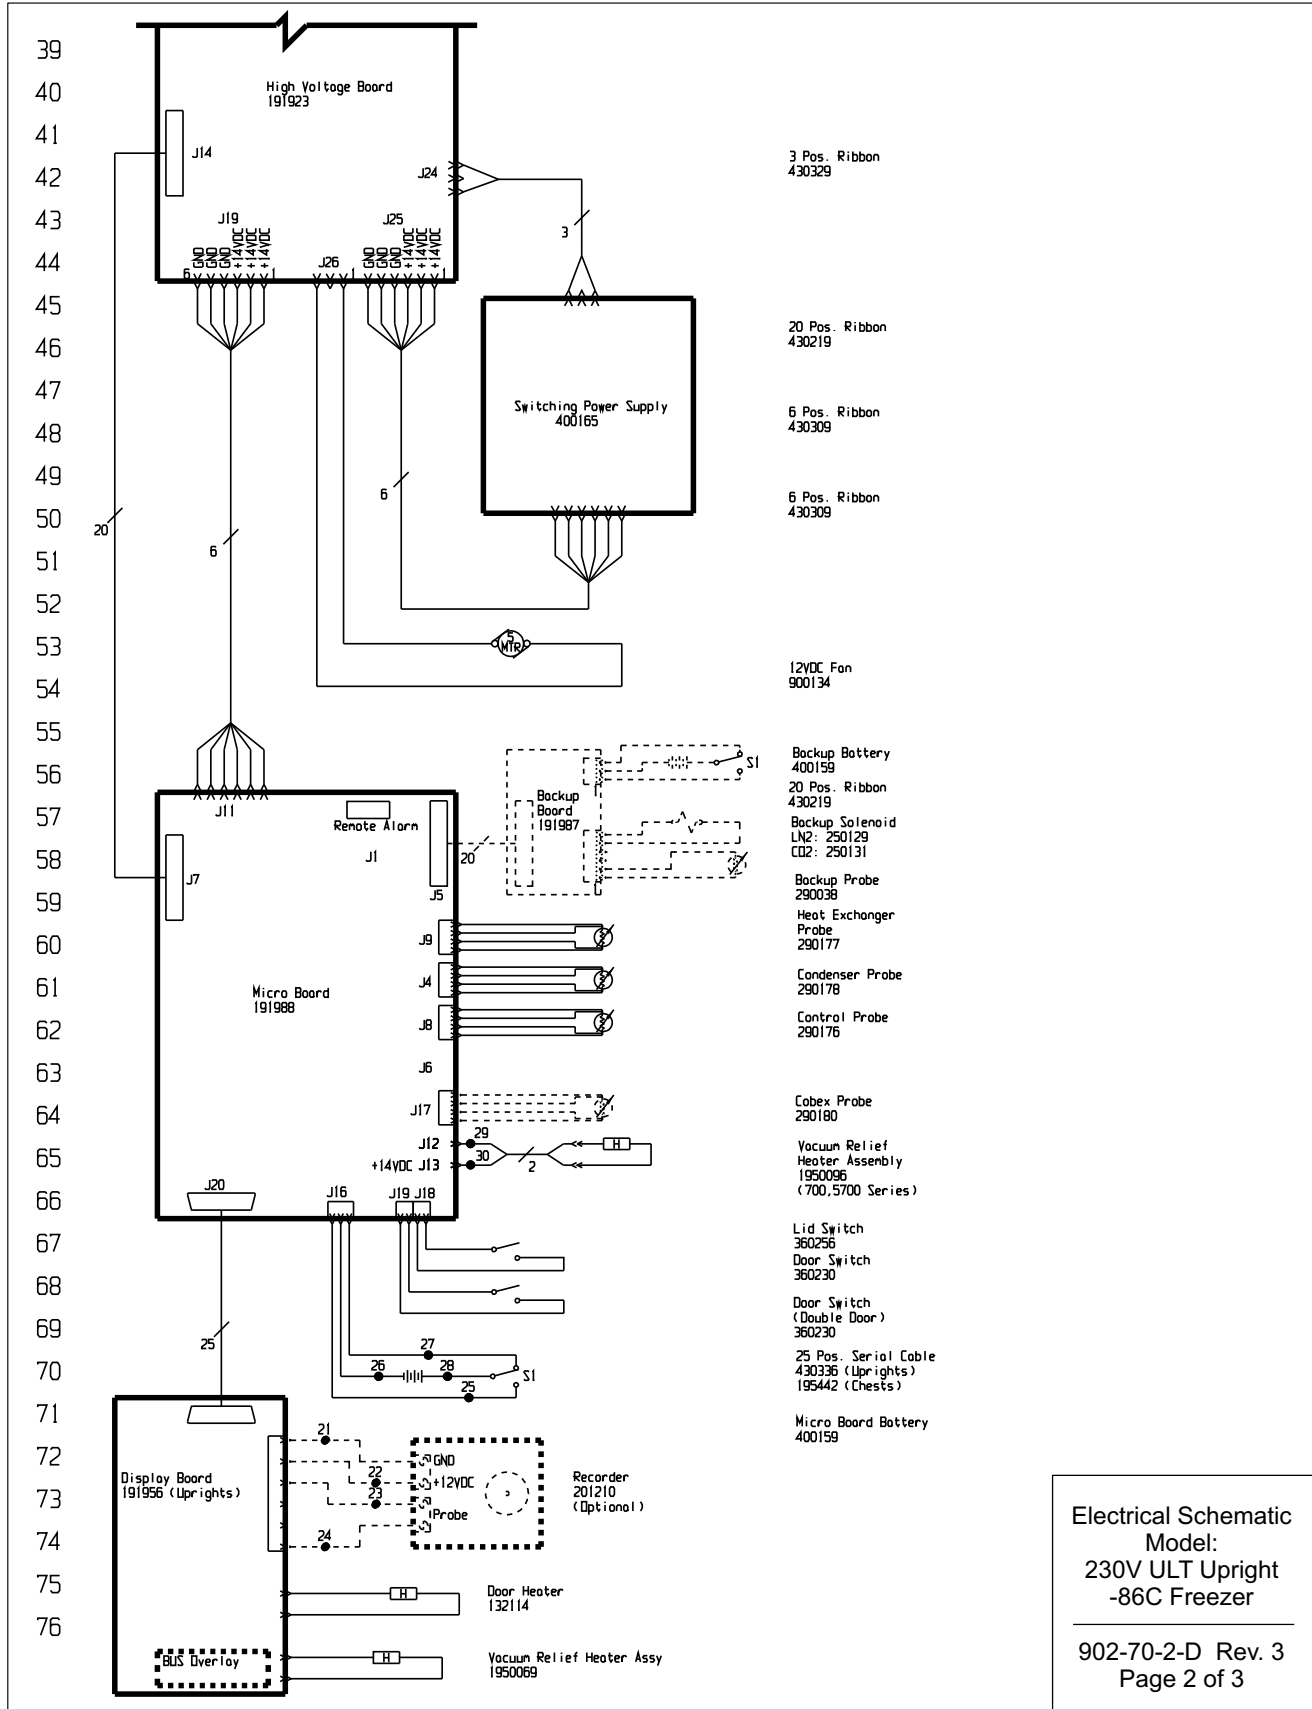 39
40
41
42
43
44
45
46
47
48
49
50
51
52
53
54
55
56
57
58
59
60
61
62
63
64
65
66
67
68
69
70
71
72
73
74
75
76
High Voltage Board
191923
J14
J24
J19
J25
GND
GND
GND
+14VDC
+14VDC
+14VDC
J26
GND
GND
GND
+14VDC
+14VDC
+14VDC
6
1
1
1
3
3 Pos. Ribbon
430329
20 Pos. Ribbon
430219
Switching Power Supply
400165
6 Pos. Ribbon
430309
6
6 Pos. Ribbon
430309
20
6
5
MTR
12VDC Fan
900134
S1
Backup Battery
400159
20 Pos. Ribbon
430219
Backup
Board
191987
Backup Solenoid
LN2: 250129
CO2: 250131
Backup Probe
290038
J11
Remote Alarm
J1
J5
20
J7
J9
Heat Exchanger
Probe
290177
J4
Condenser Probe
290178
Micro Board
191988
J8
Control Probe
290176
J6
J17
Cobex Probe
290180
J12
29
+14VDC J13
30
2
Vacuum Relief
Heater Assembly
1950096
(700,5700 Series)
H
J20
J16
J19 J18
Lid Switch
360256
Door Switch
360230
Door Switch
(Double Door)
360230
25
27
26
28
25
S1
25 Pos. Serial Cable
430336 (Uprights)
195442 (Chests)
Micro Board Battery
400159
21
22
23
24
GND
+12VDC
Probe
Display Board
191956 (Uprights)
Recorder
201210
(Optional)
H
Door Heater
132114
BUS Overlay
H
Vacuum Relief Heater Assy
1950069
Electrical Schematic
Model:
230V ULT Upright
-86C Freezer
902-70-2-D Rev. 3
Page 2 of 3